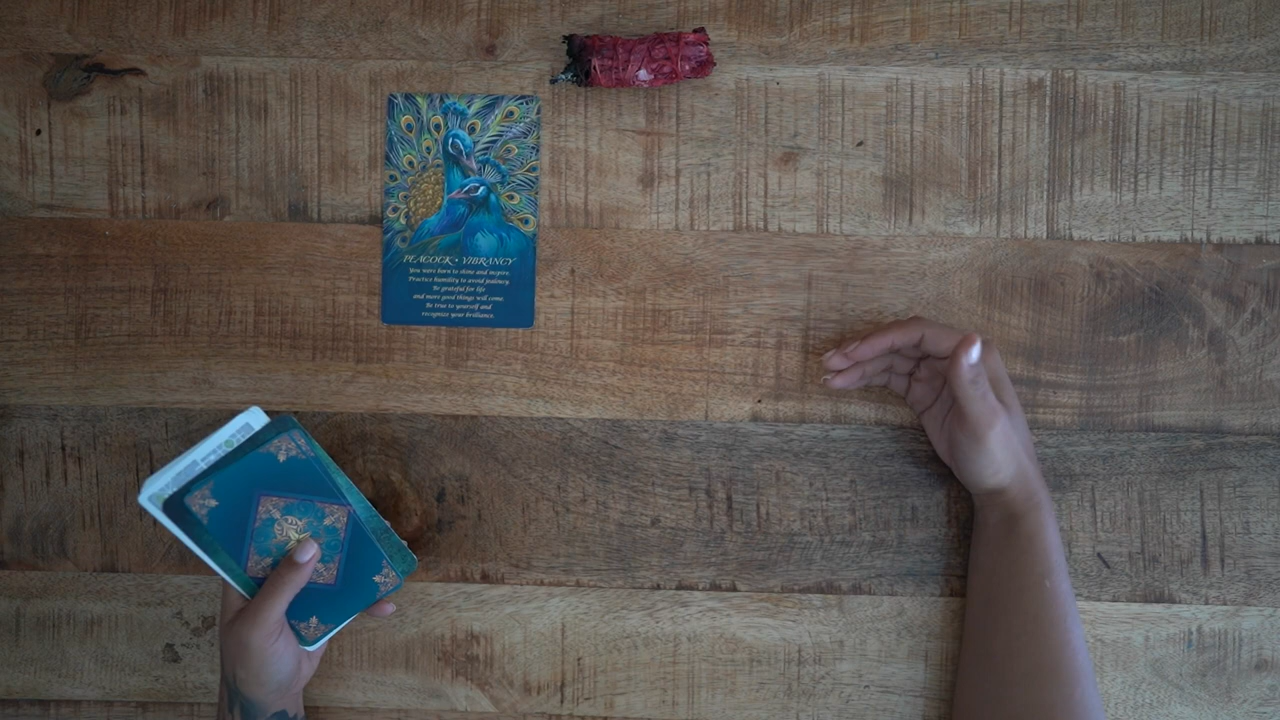 PEACOCK • VIBRANCY
You were born to shine and inspire.
Practice humility to avoid jealousy.
Be grateful for life
and more good things will come.
Be true to yourself and
recognize your brilliance.